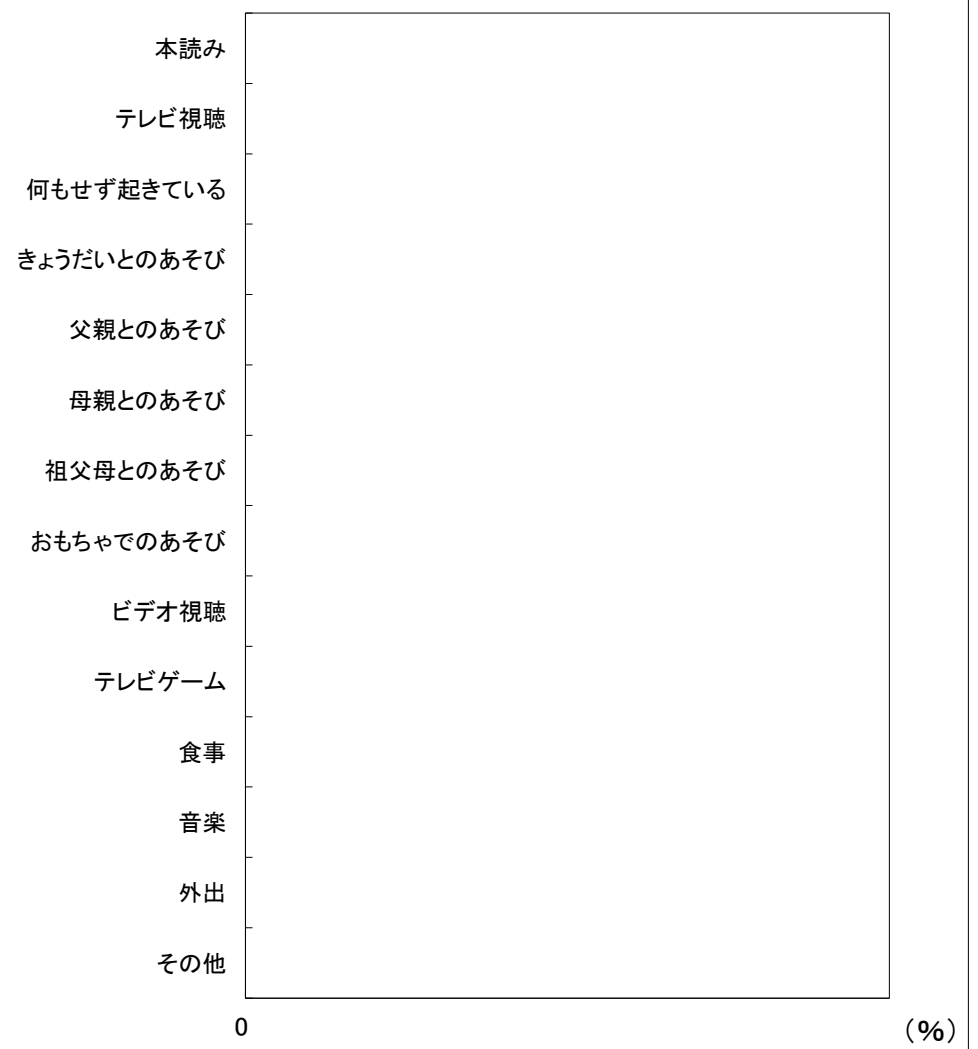 本読み
テレビ視聴
何もせず起きている
きょうだいとのあそび
父親とのあそび
母親とのあそび
祖父母とのあそび
おもちゃでのあそび
ビデオ視聴
テレビゲーム
食事
音楽
外出
その他
0
（%）